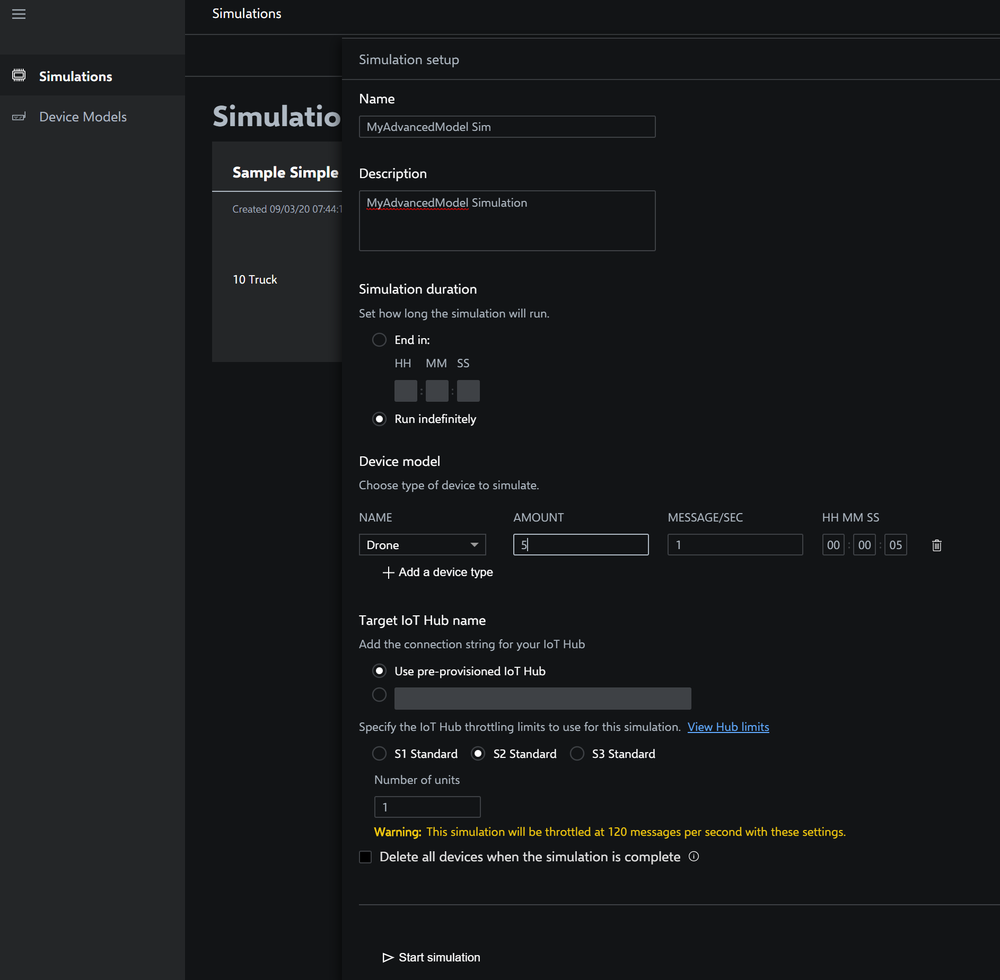 Simulations
Simulations
Device Models
Simulatio
Sample Simple
Created 09/03/20 07:44:1
10 Truck
Simulation setup
Name
MyAdvancedModel Sim
Description
MyAdvancedModel Simulation
Simulation duration
Set how long the simulation will run.
End in:
HH MM SS
: :
Run indefinitely
Device model
Choose type of device to simulate.
NAME AMOUNT MESSAGE/SEC HH MM SS
Drone 5 1 00 : 00 : 05
Add a device type
Target IoT Hub name
Add the connection string for your IoT Hub
Use pre-provisioned IoT Hub
Specify the IoT Hub throttling limits to use for this simulation. View Hub limits
S1 Standard S2 Standard S3 Standard
Number of units
1
Warning: This simulation will be throttled at 120 messages per second with these settings.
Delete all devices when the simulation is complete
Start simulation